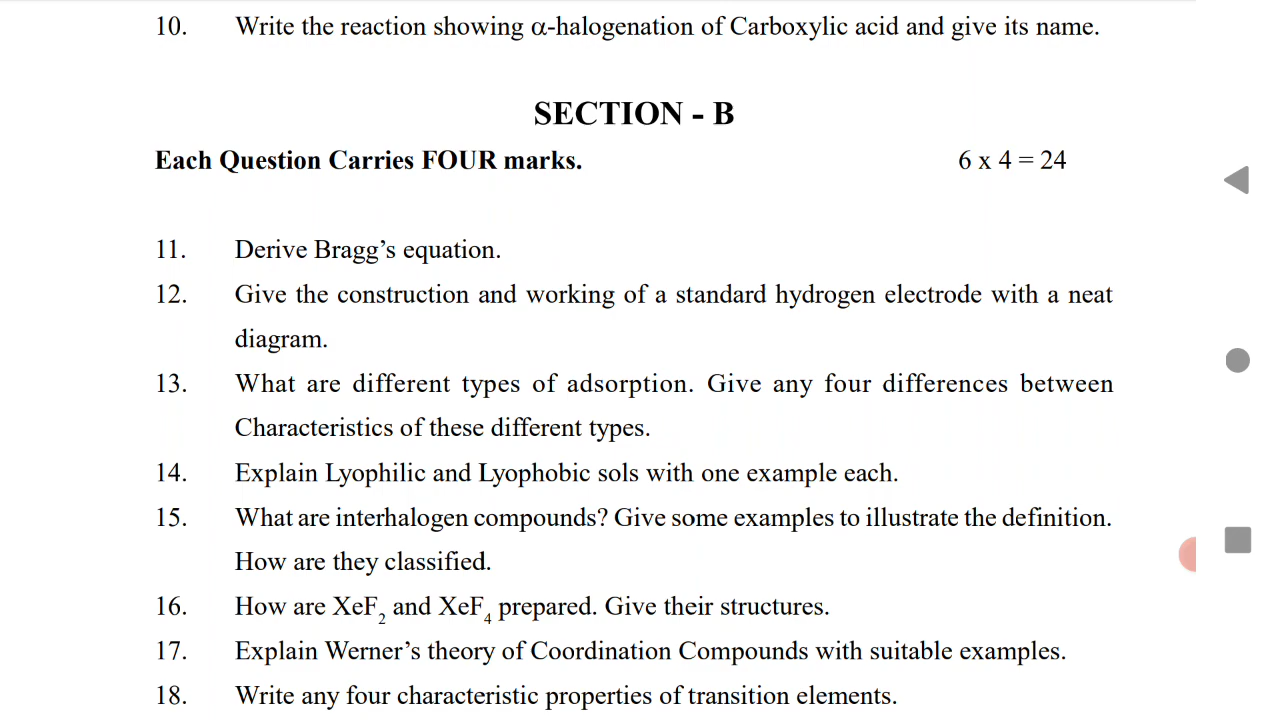 10. Write the reaction showing α-halogenation of Carboxylic acid and give its name.
SECTION - B
Each Question Carries FOUR marks. 6 x 4 = 24
11. Derive Bragg’s equation.
12. Give the construction and working of a standard hydrogen electrode with a neat
diagram.
13. What are different types of adsorption. Give any four differences between
Characteristics of these different types.
14. Explain Lyophilic and Lyophobic sols with one example each.
15. What are interhalogen compounds? Give some examples to illustrate the definition.
How are they classified.
16. How are XeF₂ and XeF₄ prepared. Give their structures.
17. Explain Werner’s theory of Coordination Compounds with suitable examples.
18. Write any four characteristic properties of transition elements.